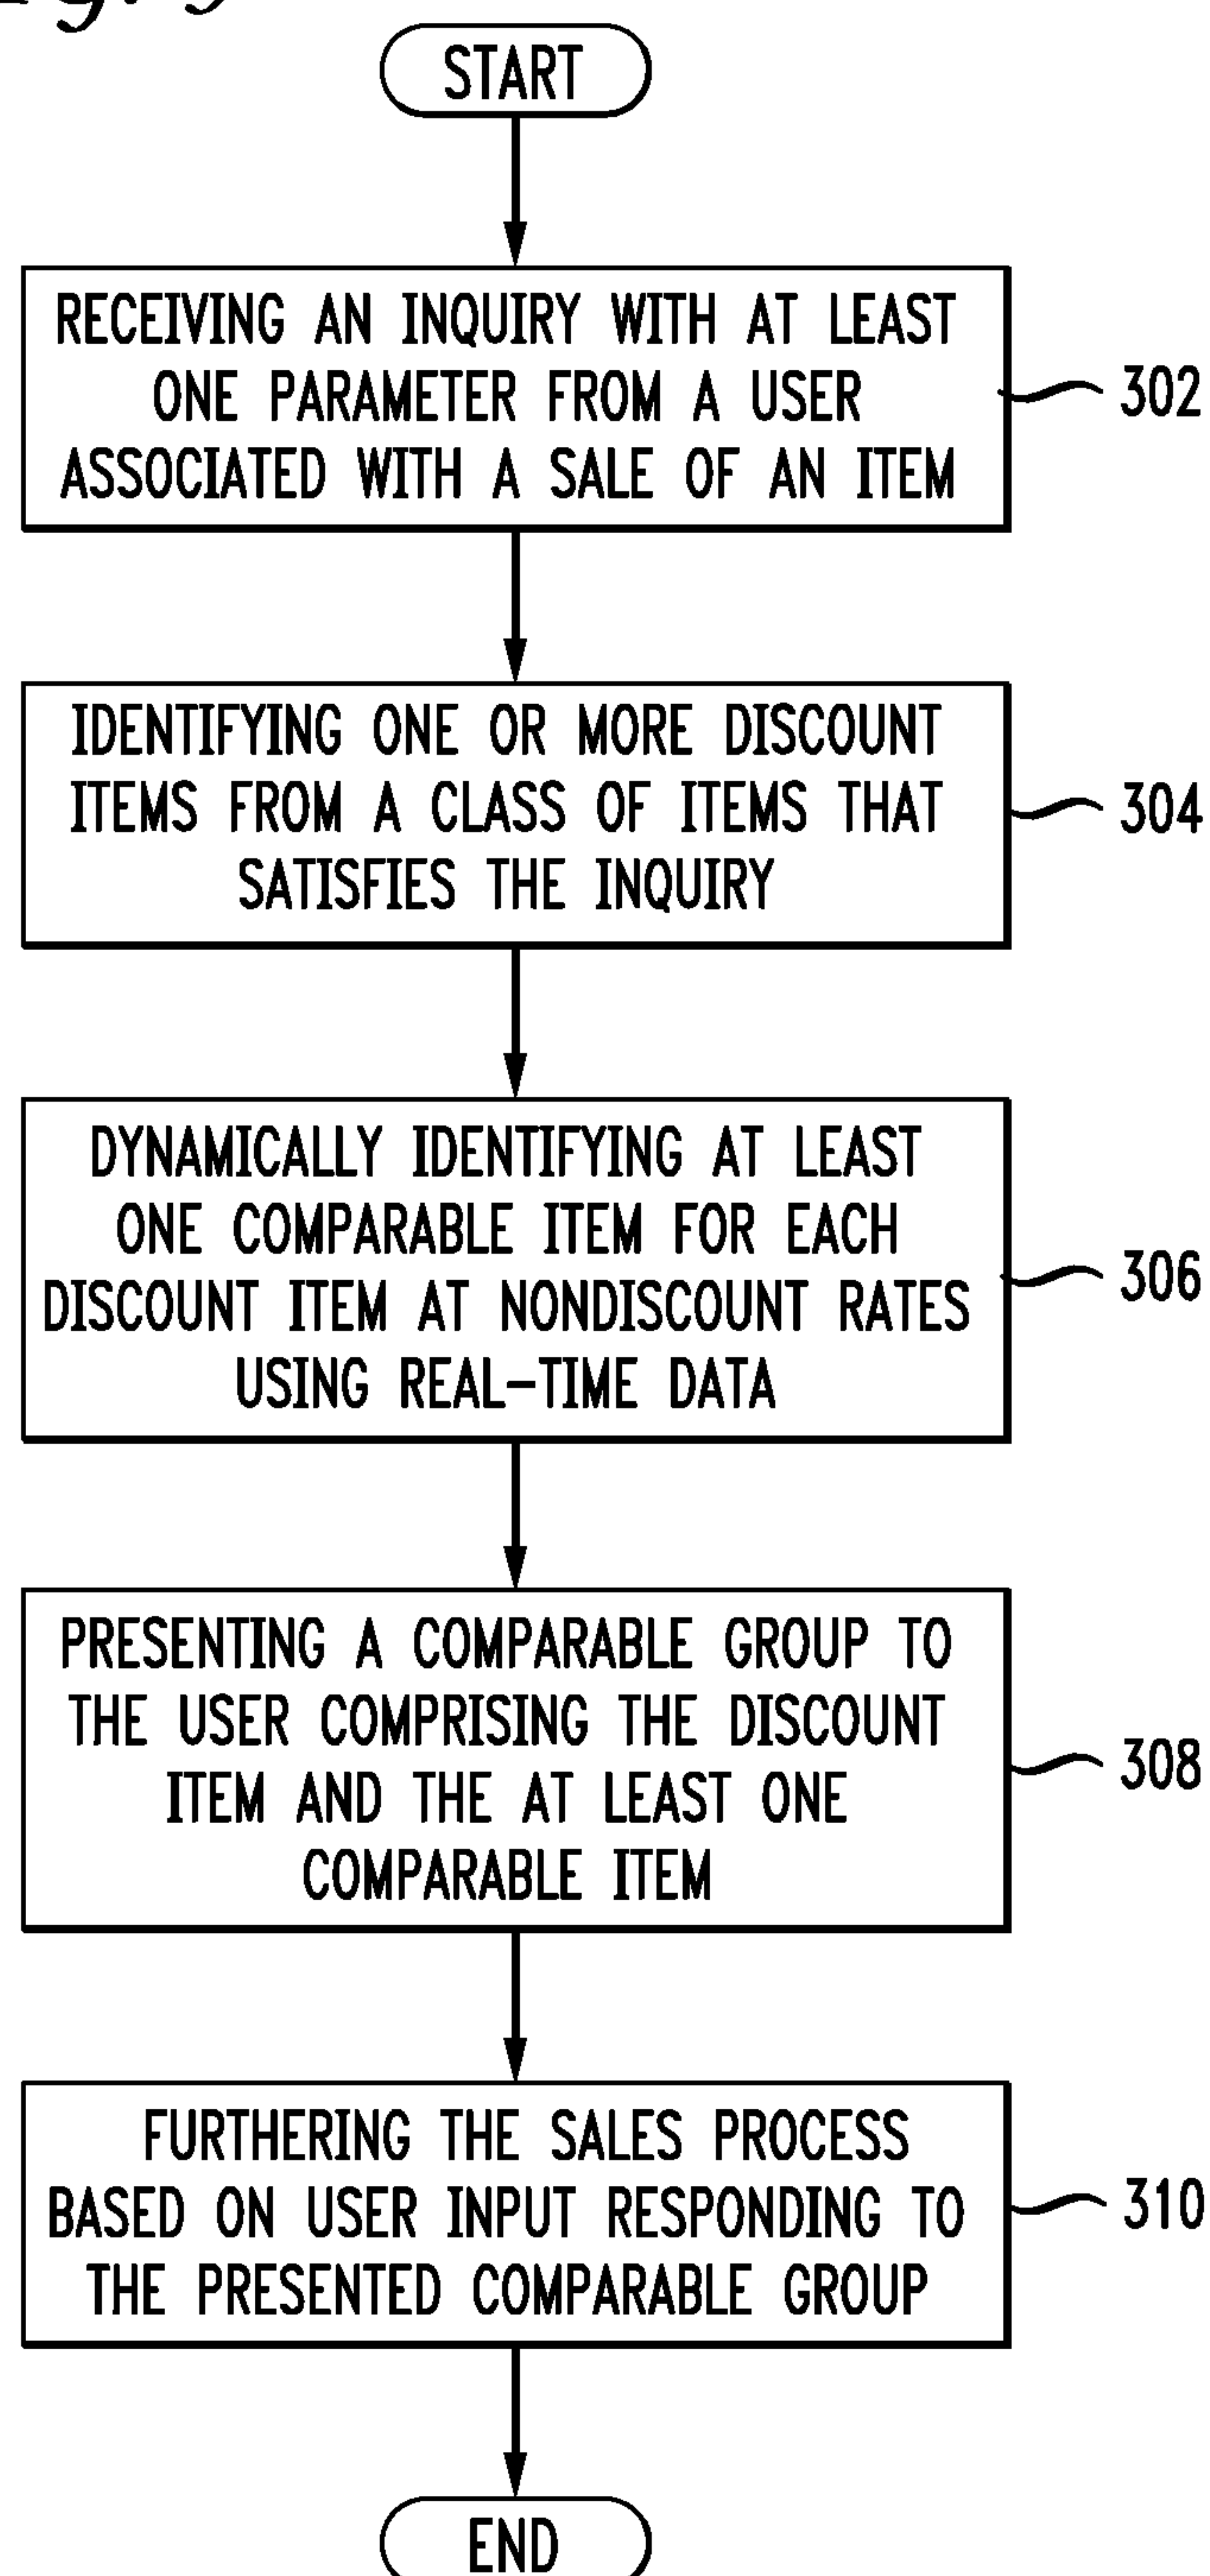 START
RECEIVING AN INQUIRY WITH AT LEAST
ONE PARAMETER FROM A USER
ASSOCIATED WITH A SALE OF AN ITEM
302
IDENTIFYING ONE OR MORE DISCOUNT
ITEMS FROM A CLASS OF ITEMS THAT
SATISFIES THE INQUIRY
304
DYNAMICALLY IDENTIFYING AT LEAST
ONE COMPARABLE ITEM FOR EACH
DISCOUNT ITEM AT NONDISCOUNT RATES
USING REAL-TIME DATA
306
PRESENTING A COMPARABLE GROUP TO
THE USER COMPRISING THE DISCOUNT
ITEM AND THE AT LEAST ONE
COMPARABLE ITEM
308
FURTHERING THE SALES PROCESS
BASED ON USER INPUT RESPONDING TO
THE PRESENTED COMPARABLE GROUP
310
END